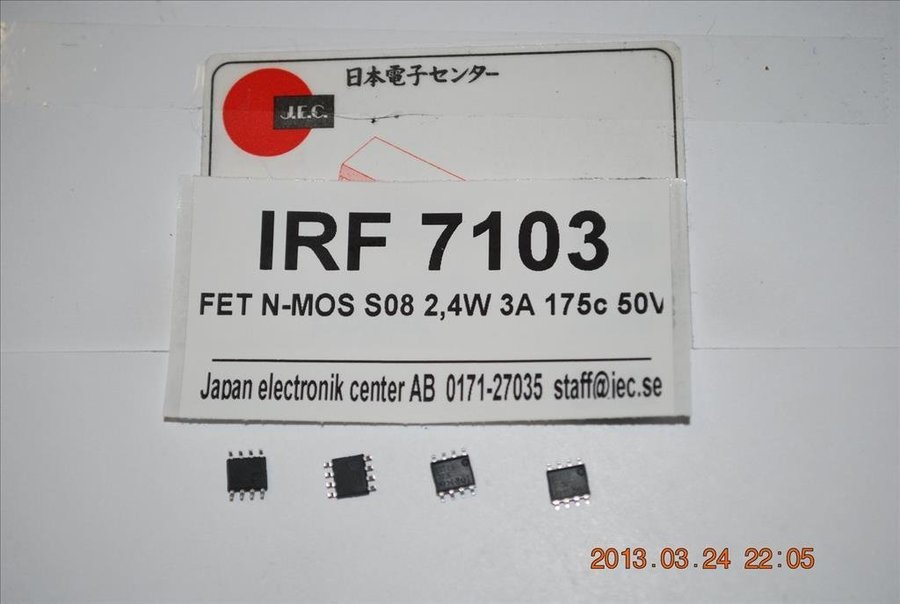 日本電子センター
J.E.C.
IRF 7103
FET N-MOS S08 2,4W 3A 175c 50V
Japan electronik center AB 0171-27035 staff@jec.se
2013.03.24 22:05